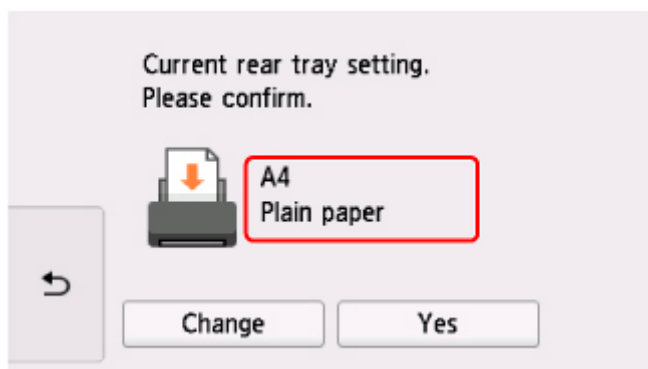 Current rear tray setting.
Please confirm.
A4
Plain paper
Change
Yes